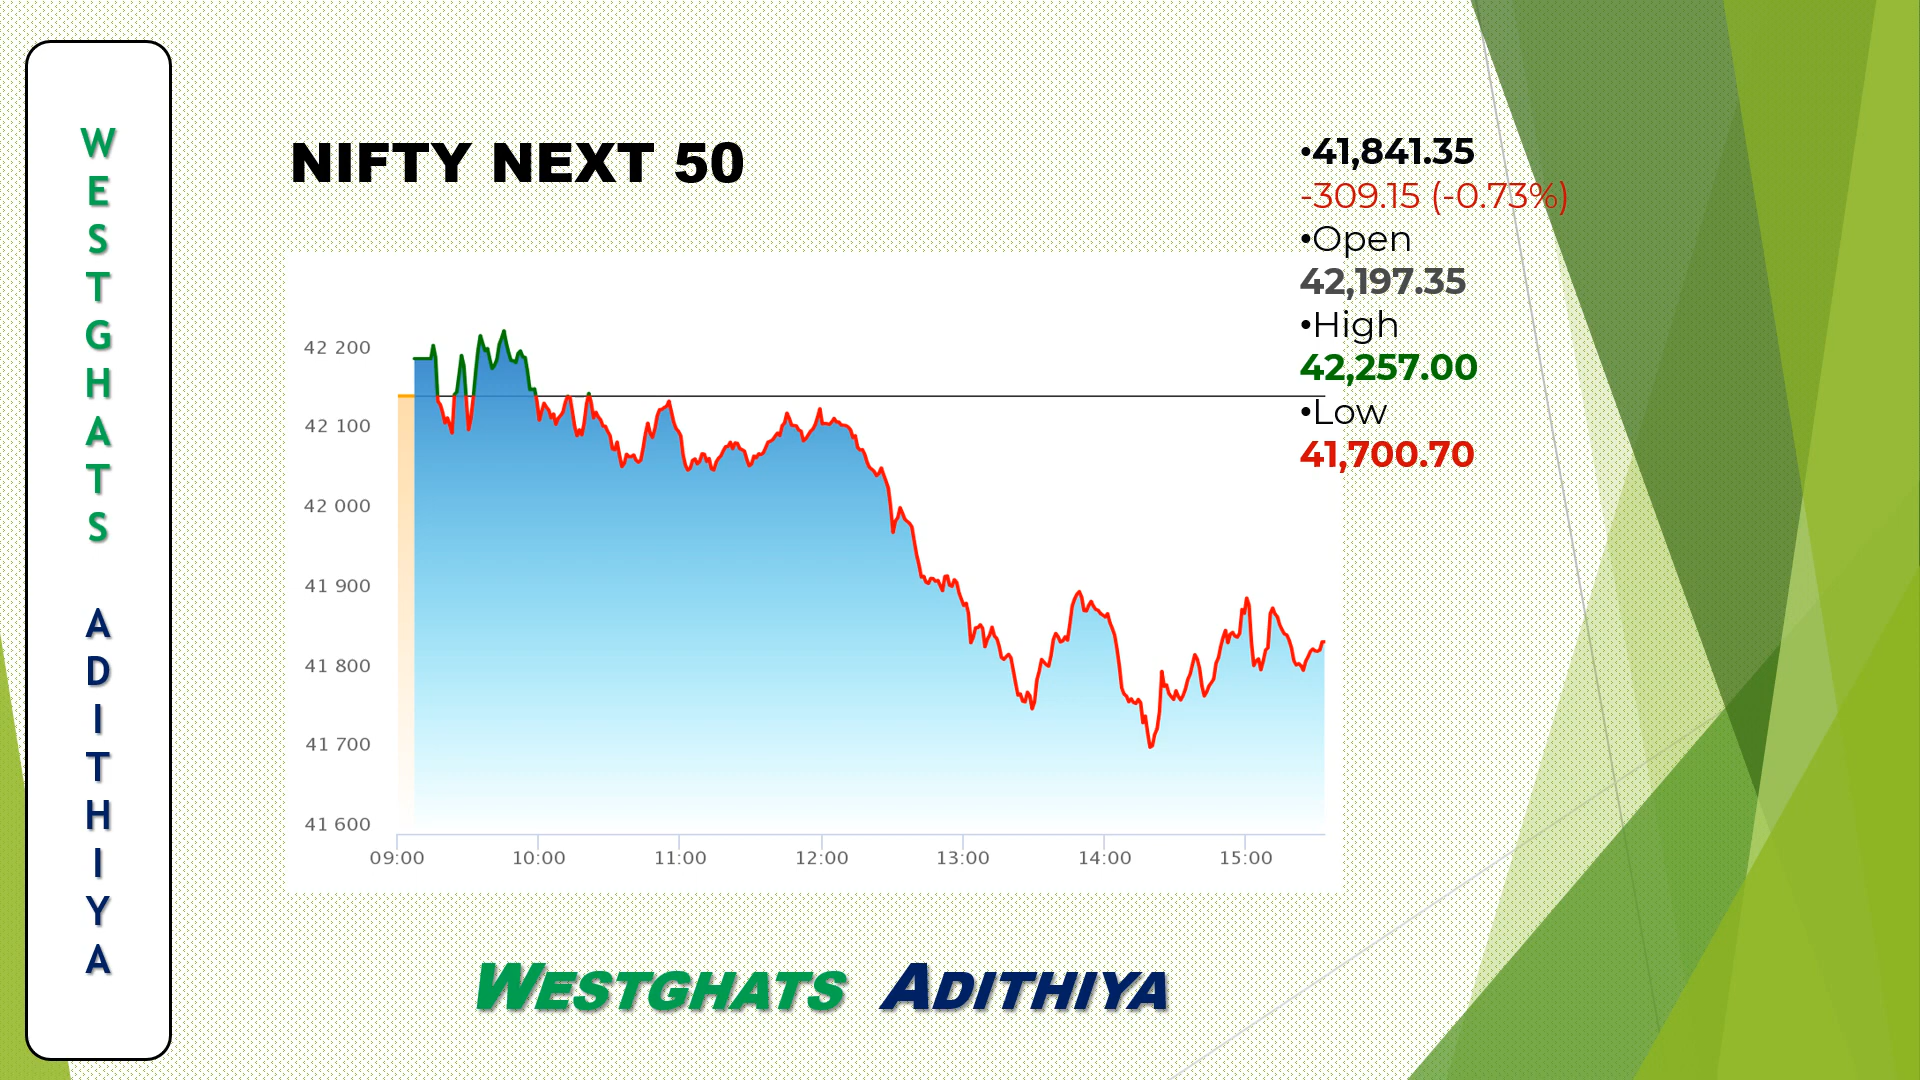 WESTGHATS ADITHIYA
NIFTY NEXT 50
•41,841.35
-309.15 (-0.73%)
•Open
42,197.35
•High
42,257.00
•Low
41,700.70
42 200
42 100
42 000
41 900
41 800
41 700
41 600
09:00 10:00 11:00 12:00 13:00 14:00 15:00
WESTGHATS ADITHIYA